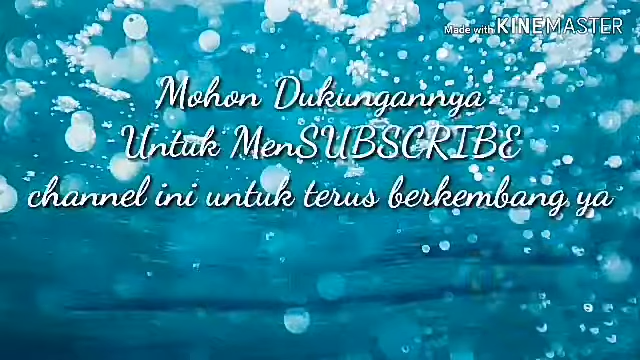 Made with KINEMASTER
Mohon Dukungannya
Untuk MenSUBSCRIBE
channel ini untuk terus berkembang ya